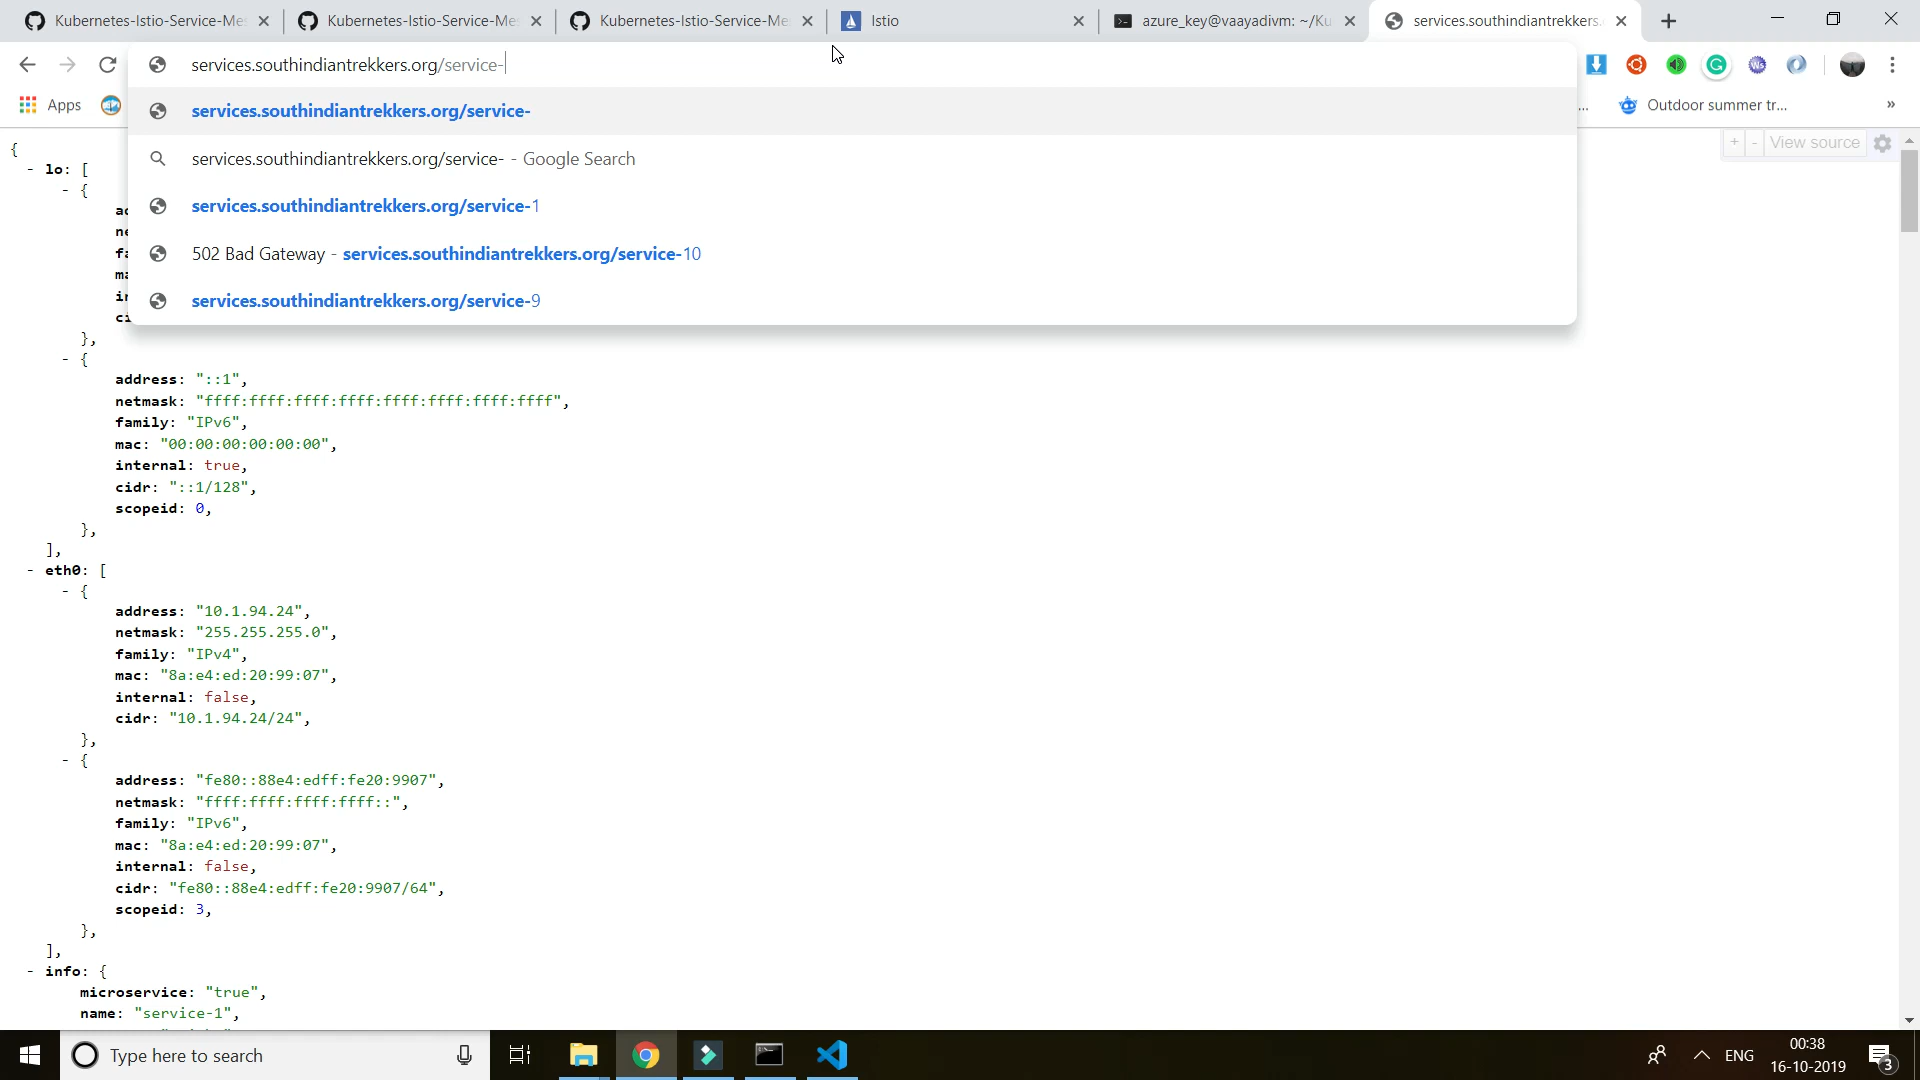 Kubernetes-Istio-Service-Me
Kubernetes-Istio-Service-Me
Kubernetes-Istio-Service-Me
Istio
azure_key@vaayadivm: ~/Ku
services.southindiantrekkers.
services.southindiantrekkers.org/service-
Apps
Outdoor summer tr...
services.southindiantrekkers.org/service-
services.southindiantrekkers.org/service- - Google Search
services.southindiantrekkers.org/service-1
502 Bad Gateway - services.southindiantrekkers.org/service-10
services.southindiantrekkers.org/service-9
+ - View source
{
- lo: [
- {
},
- {
address: "::1",
netmask: "ffff:ffff:ffff:ffff:ffff:ffff:ffff:ffff",
family: "IPv6",
mac: "00:00:00:00:00:00",
internal: true,
cidr: "::1/128",
scopeid: 0,
},
],
- eth0: [
- {
address: "10.1.94.24",
netmask: "255.255.255.0",
family: "IPv4",
mac: "8a:e4:ed:20:99:07",
internal: false,
cidr: "10.1.94.24/24",
},
- {
address: "fe80::88e4:edff:fe20:9907",
netmask: "ffff:ffff:ffff:ffff::",
family: "IPv6",
mac: "8a:e4:ed:20:99:07",
internal: false,
cidr: "fe80::88e4:edff:fe20:9907/64",
scopeid: 3,
},
],
- info: {
microservice: "true",
name: "service-1",
Type here to search
ENG
00:38
16-10-2019
3